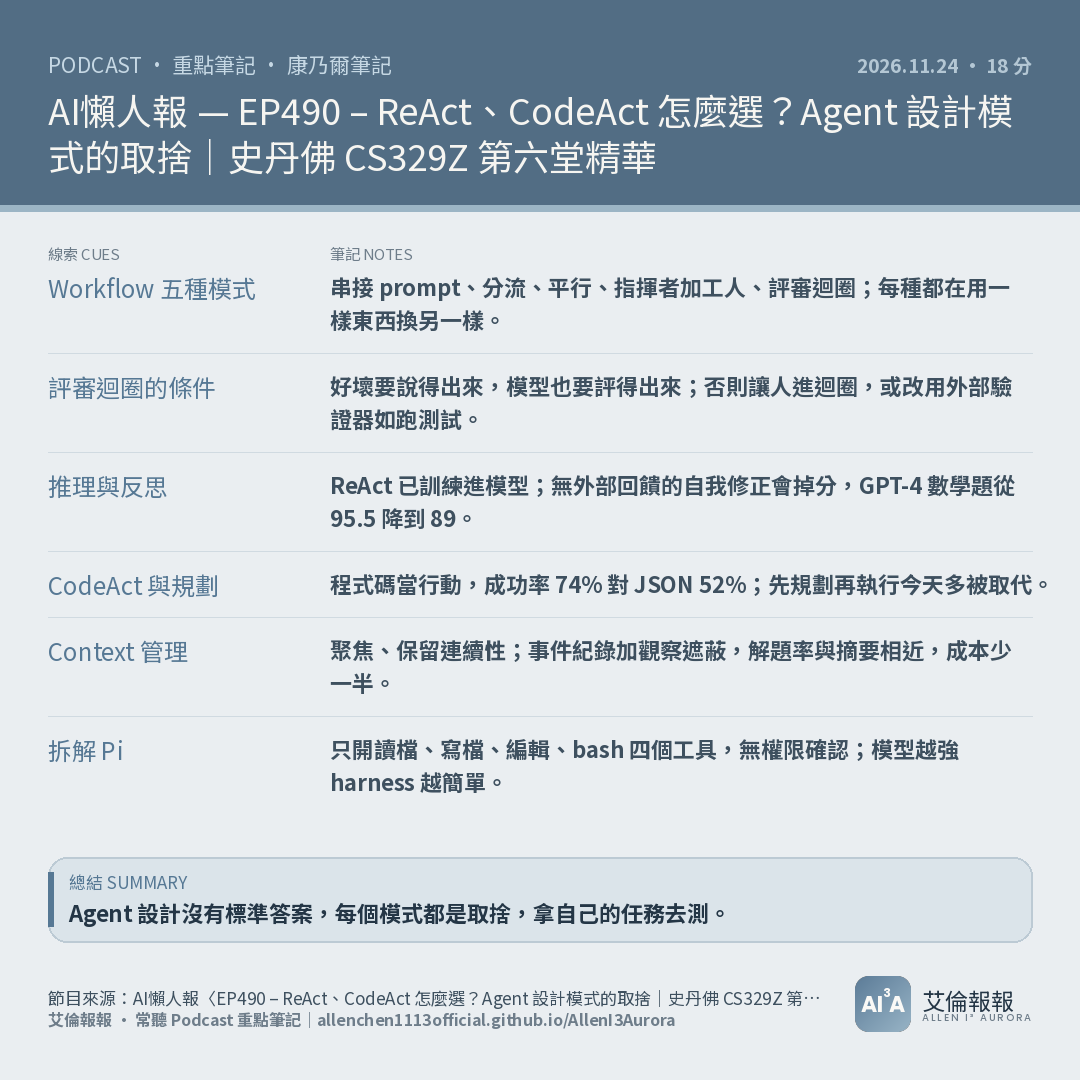 PODCAST • 重點筆記 • 康乃爾筆記
2026.11.24 • 18 分
AI懶人報 — EP490 – ReAct、CodeAct 怎麼選？Agent 設計模
式的取捨｜史丹佛 CS329Z 第六堂精華
線索 CUES
筆記 NOTES
Workflow 五種模式
串接 prompt、分流、平行、指揮者加工人、評審迴圈；每種都在用一
樣東西換另一樣。
評審迴圈的條件
好壞要說得出來，模型也要評得出來；否則讓人進迴圈，或改用外部驗
證器如跑測試。
推理與反思
ReAct 已訓練進模型；無外部回饋的自我修正會掉分，GPT-4 數學題從
95.5 降到 89。
CodeAct 與規劃
程式碼當行動，成功率 74% 對 JSON 52%；先規劃再執行今天多被取代。
Context 管理
聚焦、保留連續性；事件紀錄加觀察遮蔽，解題率與摘要相近，成本少
一半。
拆解 Pi
只開讀檔、寫檔、編輯、bash 四個工具，無權限確認；模型越強
harness 越簡單。
總結 SUMMARY
Agent 設計沒有標準答案，每個模式都是取捨，拿自己的任務去測。
節目來源：AI懶人報〈EP490 – ReAct、CodeAct 怎麼選？Agent 設計模式的取捨｜史丹佛 CS329Z 第…
艾倫報報 • 常聽 Podcast 重點筆記｜allenchen1113official.github.io/AllenI3Aurora
AI³A
艾倫報報
ALLEN I³ AURORA